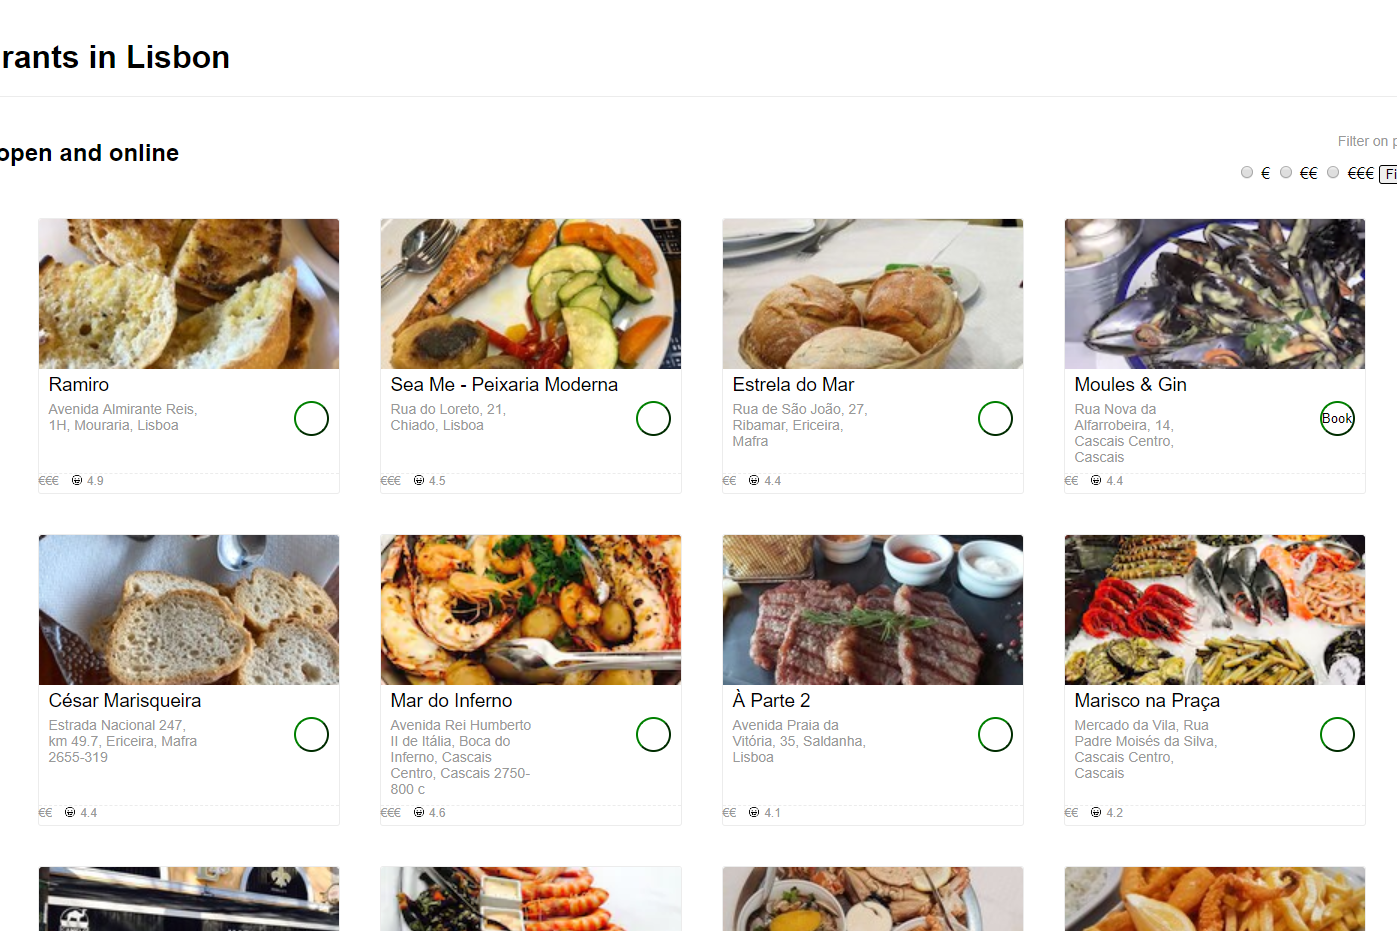 rants in Lisbon
open and online
Filter on p
€ €€ €€€ Fi
Ramiro
Avenida Almirante Reis,
1H, Mouraria, Lisboa
€€€ 4.9
Sea Me - Peixaria Moderna
Rua do Loreto, 21,
Chiado, Lisboa
€€€ 4.5
Estrela do Mar
Rua de São João, 27,
Ribamar, Ericeira,
Mafra
€€ 4.4
Moules & Gin
Rua Nova da
Alfarrobeira, 14,
Cascais Centro,
Cascais
Book
€€ 4.4
César Marisqueira
Estrada Nacional 247,
km 49.7, Ericeira, Mafra
2655-319
€€ 4.4
Mar do Inferno
Avenida Rei Humberto
II de Itália, Boca do
Inferno, Cascais
Centro, Cascais 2750-
800 c
€€€ 4.6
À Parte 2
Avenida Praia da
Vitória, 35, Saldanha,
Lisboa
€€ 4.1
Marisco na Praça
Mercado da Vila, Rua
Padre Moisés da Silva,
Cascais Centro,
Cascais
€€ 4.2